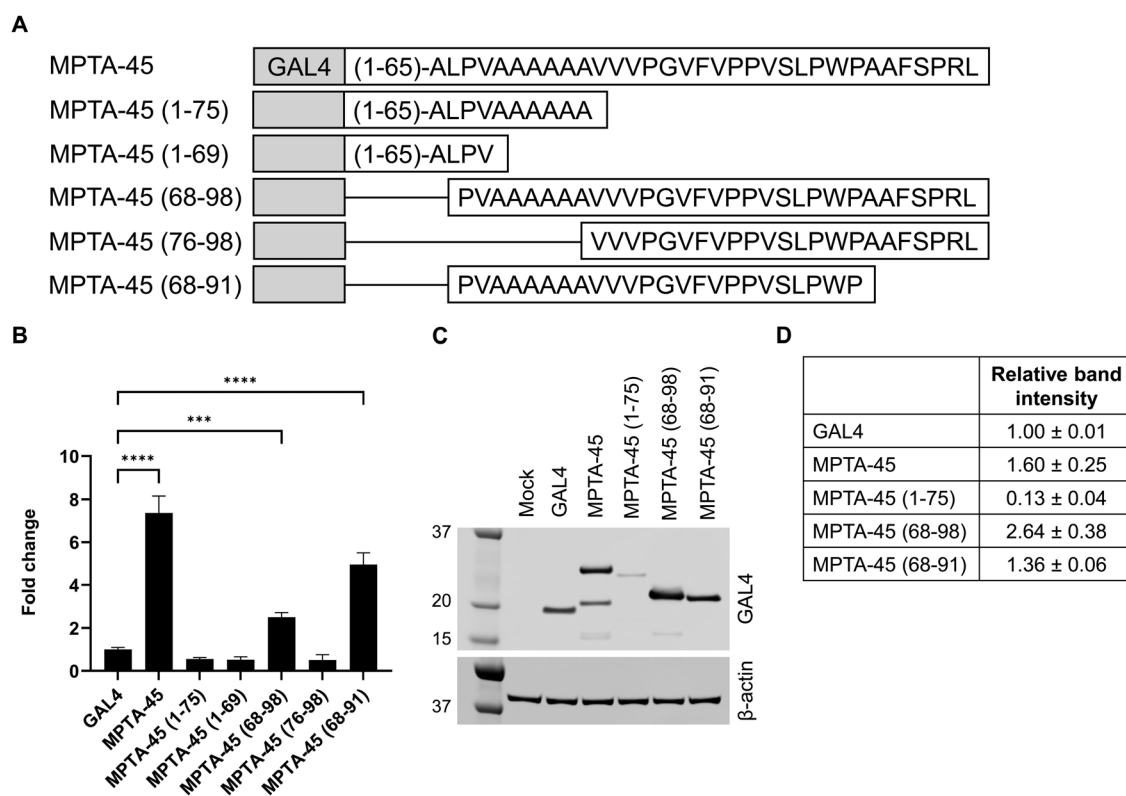 A
MPTA-45 GAL4 (1-65)-ALPVAAAAAAVVVPGVFVPPVSLPWPAAFSPRL
MPTA-45 (1-75) (1-65)-ALPVAAAAAA
MPTA-45 (1-69) (1-65)-ALPV
MPTA-45 (68-98) PVAAAAAAVVVPGVFVPPVSLPWPAAFSPRL
MPTA-45 (76-98) VVVPGVFVPPVSLPWPAAFSPRL
MPTA-45 (68-91) PVAAAAAAVVVPGVFVPPVSLPWP
B
****
***
****
Fold change
10
8
6
4
2
0
GAL4
MPTA-45
MPTA-45 (1-75)
MPTA-45 (1-69)
MPTA-45 (68-98)
MPTA-45 (76-98)
MPTA-45 (68-91)
C
Mock
GAL4
MPTA-45
MPTA-45 (1-75)
MPTA-45 (68-98)
MPTA-45 (68-91)
37
20
15
GAL4
37
β-actin
D
Relative band
intensity
GAL4 1.00 ± 0.01
MPTA-45 1.60 ± 0.25
MPTA-45 (1-75) 0.13 ± 0.04
MPTA-45 (68-98) 2.64 ± 0.38
MPTA-45 (68-91) 1.36 ± 0.06